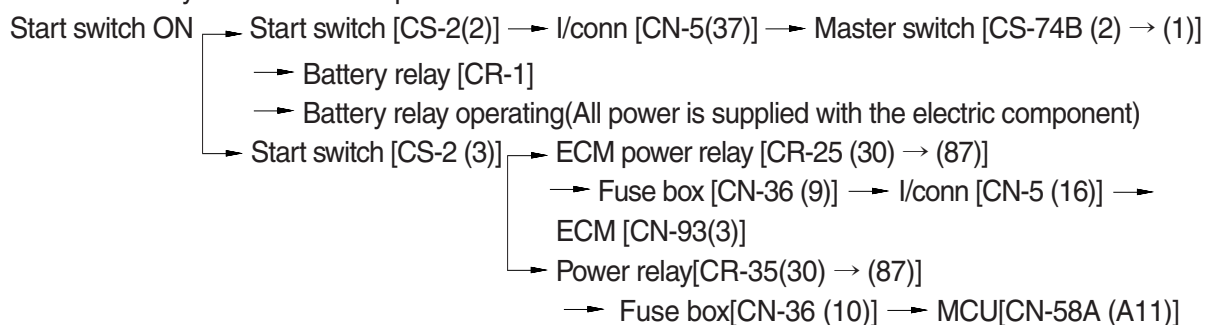 Start switch ON → Start switch [CS-2(2)] → I/conn [CN-5(37)] → Master switch [CS-74B (2) → (1)]
→ Battery relay [CR-1]
→ Battery relay operating(All power is supplied with the electric component)
→ Start switch [CS-2 (3)] → ECM power relay [CR-25 (30) → (87)]
→ Fuse box [CN-36 (9)] → I/conn [CN-5 (16)] →
ECM [CN-93(3)]
→ Power relay[CR-35(30) → (87)]
→ Fuse box[CN-36 (10)] → MCU[CN-58A (A11)]